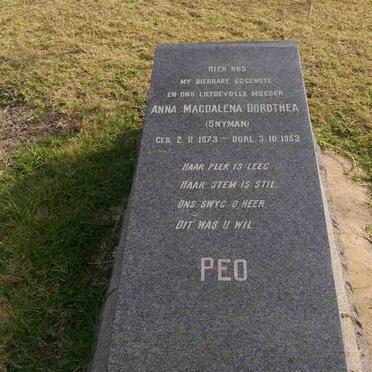 HIER RUS
MY DIERBARE EGGENOTE
EN ONS LIEFDEVOLLE MOEDER
ANNA MAGDALENA DOROTHEA
(SNYMAN)
GEB. 2.11.1873 – OORL. 3.10.1953
HAAR PLEK IS LEEG
HAAR STEM IS STIL,
ONS SWYG O HEER,
DIT WAS U WIL.
PEO